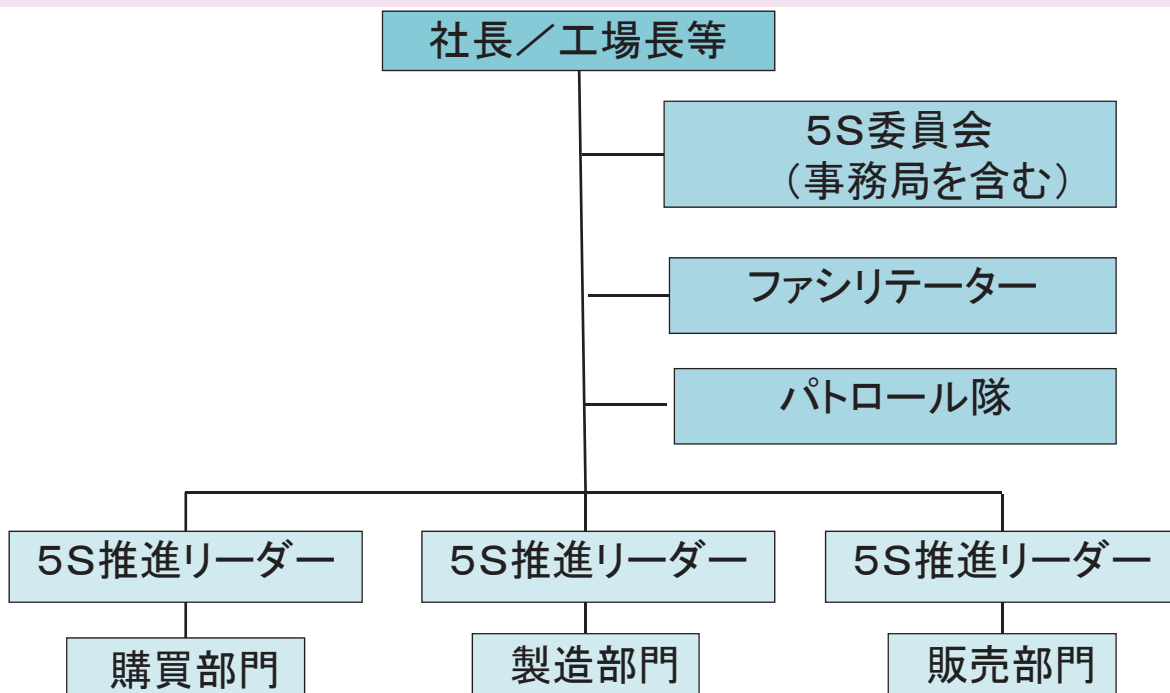 社長／工場長等
５S委員会
（事務局を含む）
ファシリテーター
パトロール隊
５S推進リーダー
５S推進リーダー
５S推進リーダー
購買部門
製造部門
販売部門